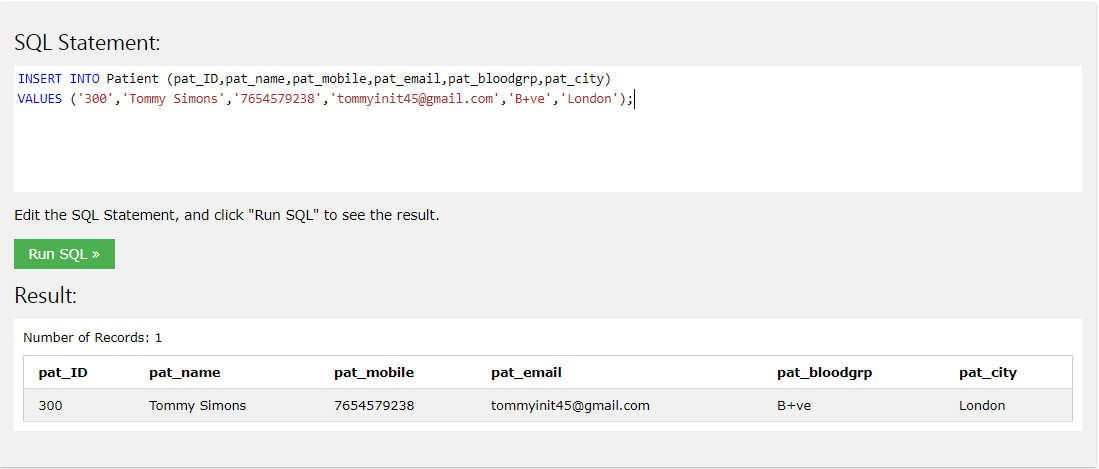 SQL Statement:
INSERT INTO Patient (pat_ID,pat_name,pat_mobile,pat_email,pat_bloodgrp,pat_city)
VALUES ('300','Tommy Simons','7654579238','tommyinit45@gmail.com','B+ve','London');
Edit the SQL Statement, and click "Run SQL" to see the result.
Run SQL »
Result:
Number of Records: 1
pat_ID pat_name pat_mobile pat_email pat_bloodgrp pat_city
300 Tommy Simons 7654579238 tommyinit45@gmail.com B+ve London